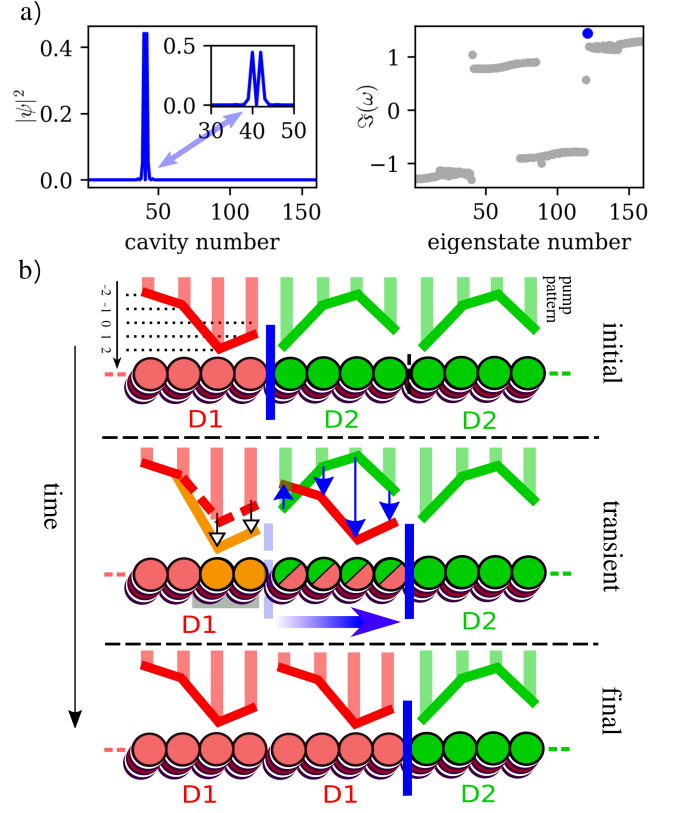 a)
0.4
0.2
0.0
|ψ|²
0.5
0.0
30 40 50
50 100 150
cavity number
1
0
−1
ℑ(ω)
50 100 150
eigenstate number
b)
-2 -1 0 1 2
pump
pattern
initial
D1 D2 D2
time
transient
D1 D2
final
D1 D1 D2